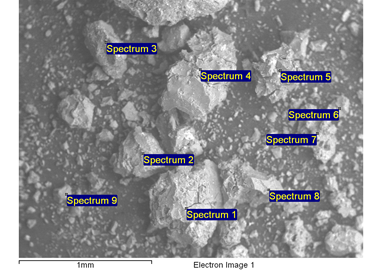 Spectrum 3
Spectrum 4
Spectrum 5
Spectrum 6
Spectrum 7
Spectrum 2
Spectrum 8
Spectrum 9
Spectrum 1
1mm
Electron Image 1